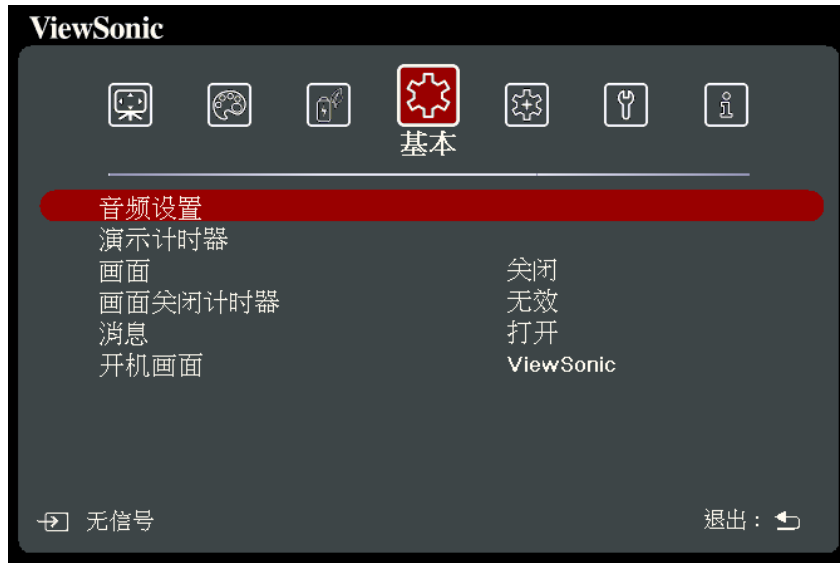 ViewSonic
基本
音频设置
演示计时器
画面 关闭
画面关闭计时器 无效
消息 打开
开机画面 ViewSonic
无信号 退出：